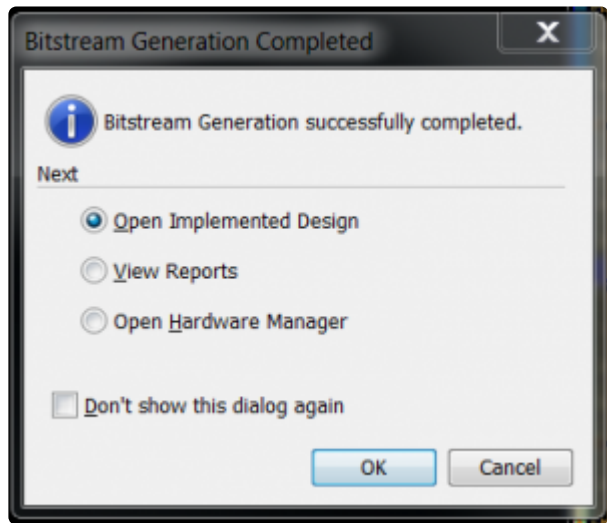 Bitstream Generation Completed
Bitstream Generation successfully completed.
Next
Open Implemented Design
View Reports
Open Hardware Manager
Don't show this dialog again
OK Cancel